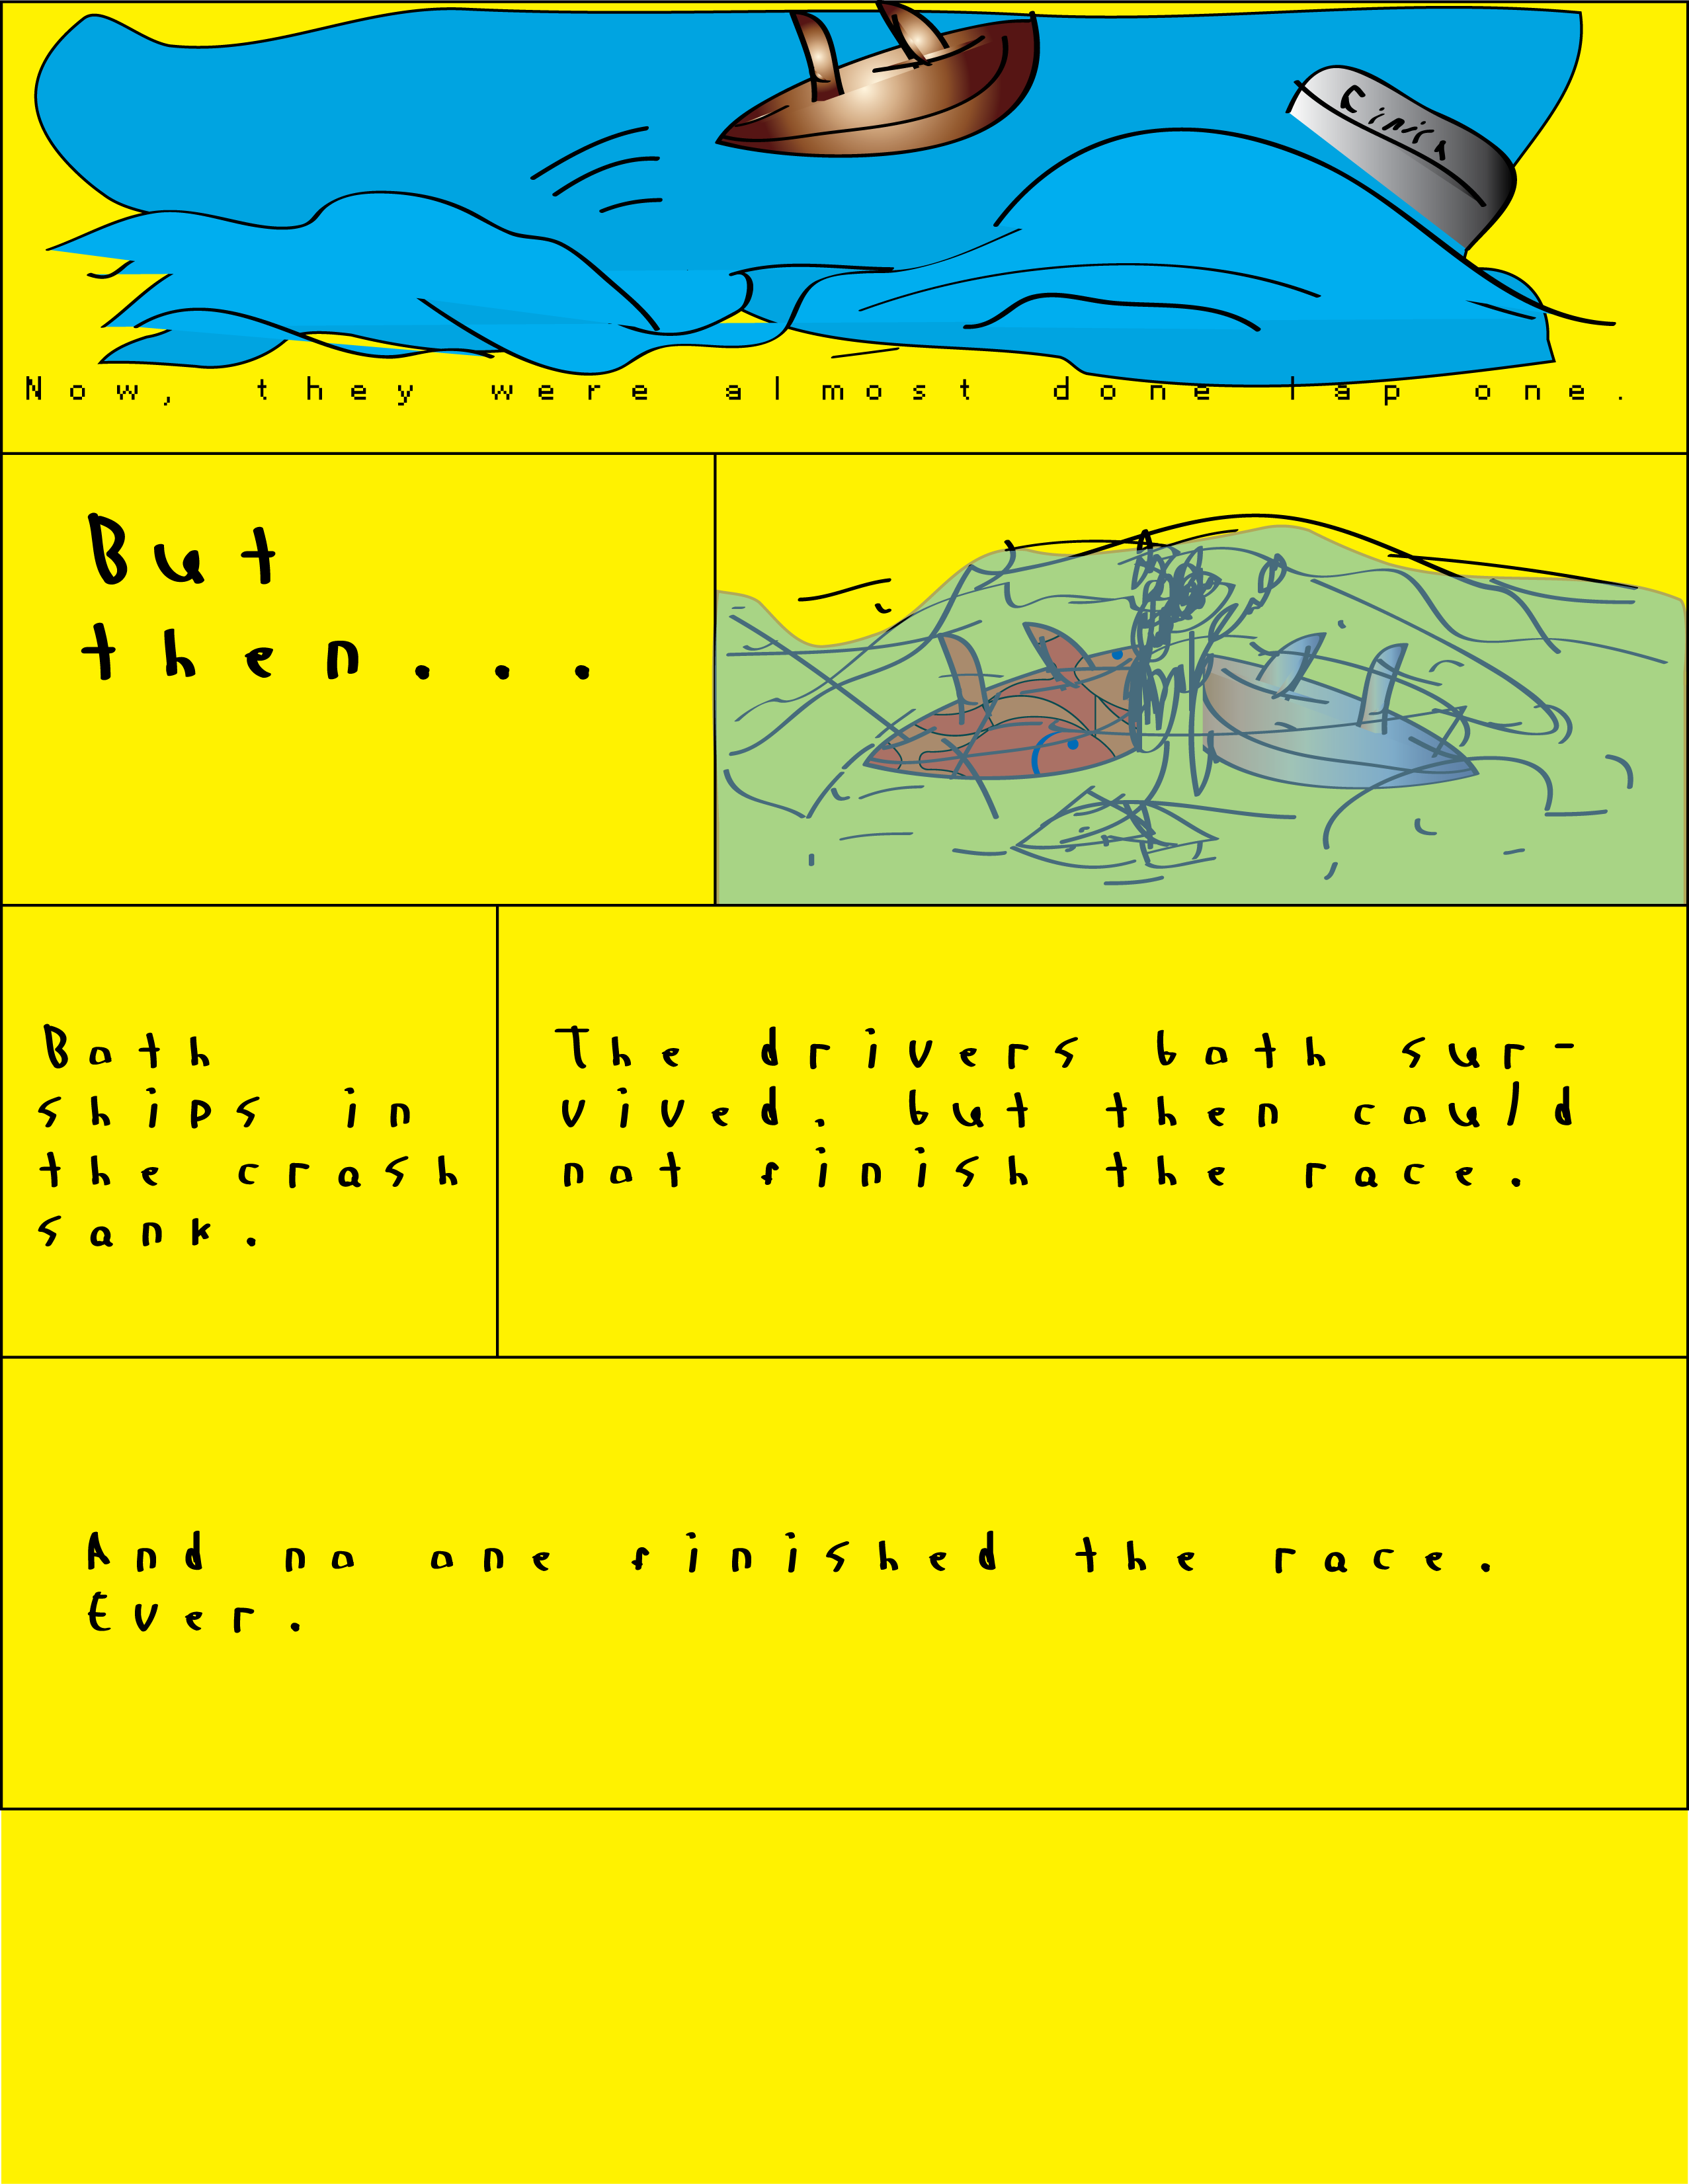 Finish
Now, they were almost done lap one.
But
then...
Both
ships in
the crash
sank.
The drivers both sur-
vived. but then could
not finish the race.
And no one finished the race.
Ever.